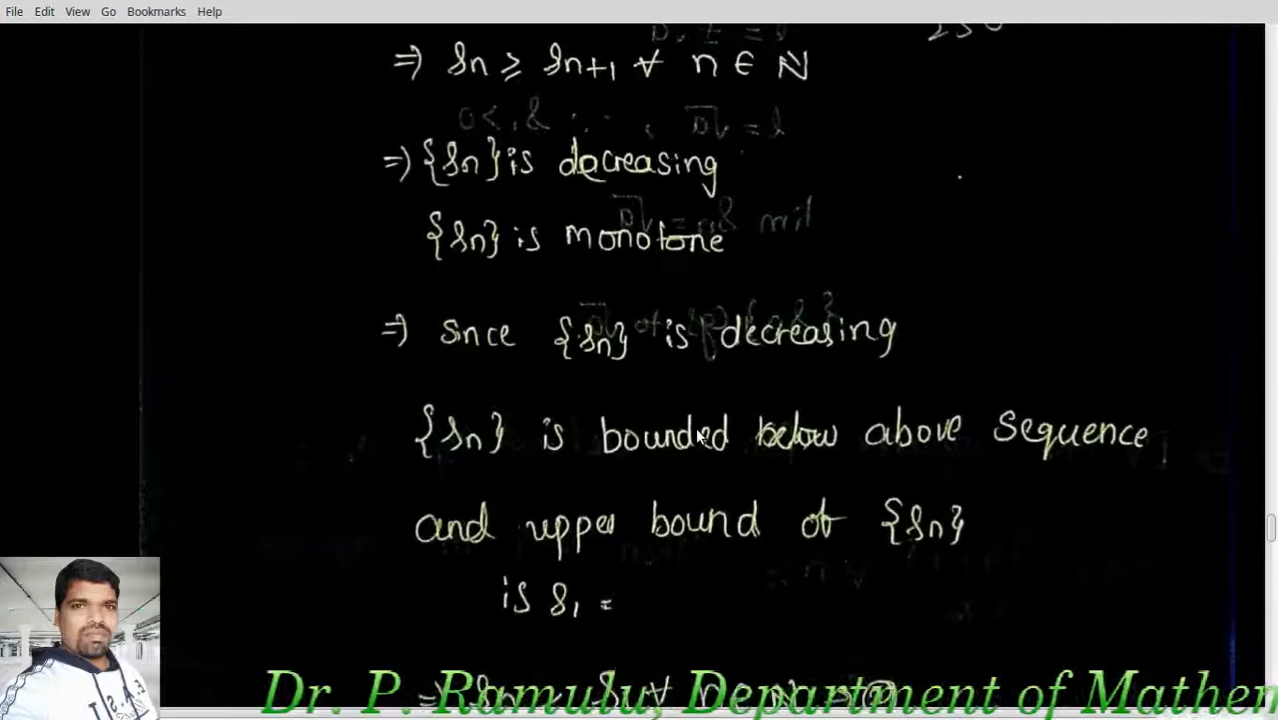 File Edit View Go Bookmarks Help
⇒ Sn ≥ Sn+1 ∀ n ∈ N
⇒ {Sn} is decreasing
{Sn} is monotone
⇒ Since {Sn} is decreasing
{Sn} is bounded below above sequence
and upper bound of {Sn}
is S1 =
Dr. P. Ramulu, Department of Mathem